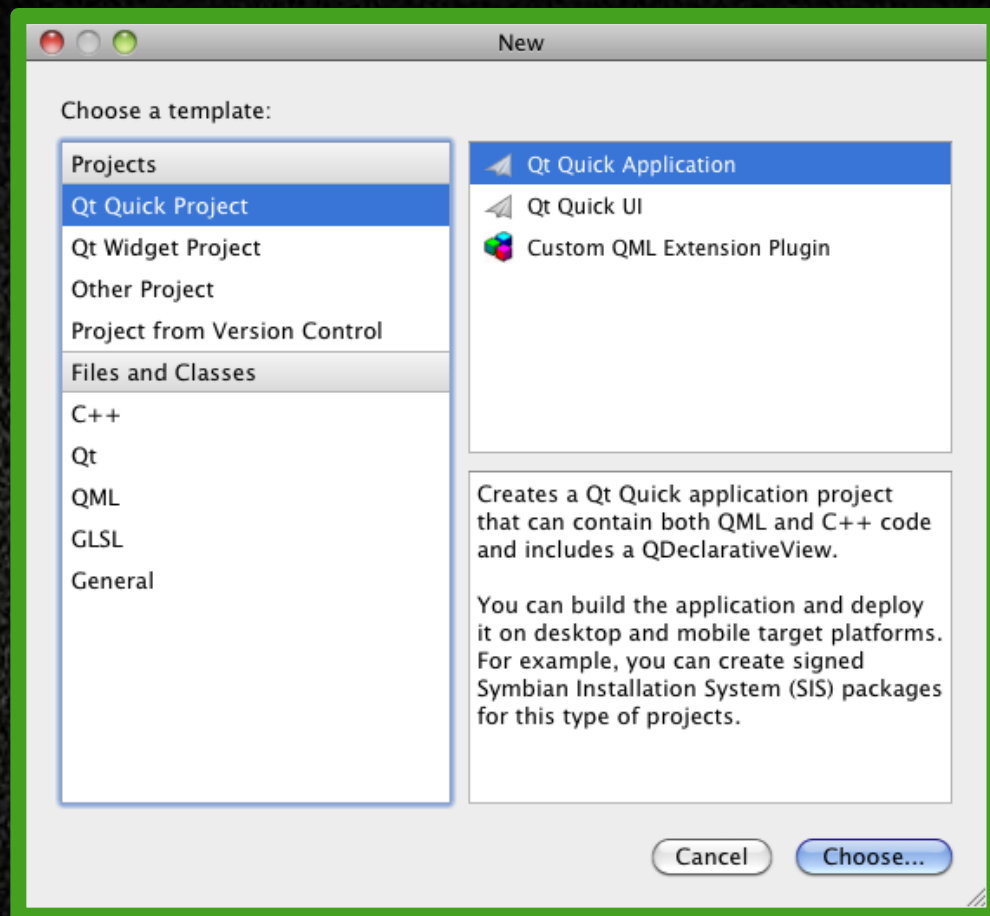 New
Choose a template:
Projects
Qt Quick Project
Qt Widget Project
Other Project
Project from Version Control
Files and Classes
C++
Qt
QML
GLSL
General
Qt Quick Application
Qt Quick UI
Custom QML Extension Plugin
Creates a Qt Quick application project
that can contain both QML and C++ code
and includes a QDeclarativeView.
You can build the application and deploy
it on desktop and mobile target platforms.
For example, you can create signed
Symbian Installation System (SIS) packages
for this type of projects.
Cancel
Choose...